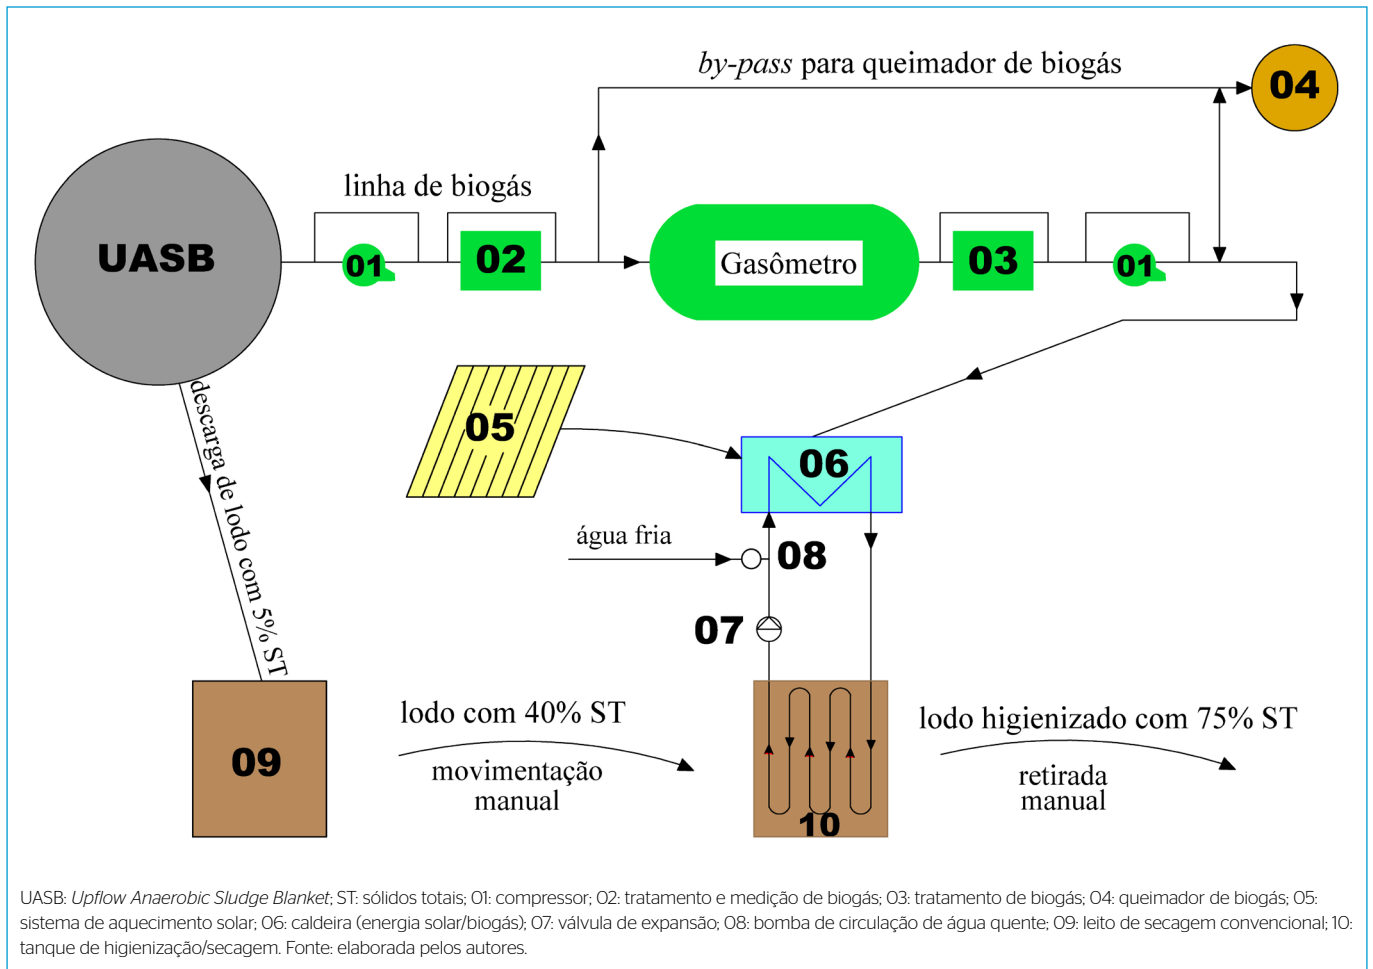 by-pass para queimador de biogás
04
linha de biogás
UASB
01
02
Gasômetro
03
01
descarga de lodo com 5% ST
05
06
água fria
08
07
lodo com 40% ST
movimentação
manual
09
10
lodo higienizado com 75% ST
retirada
manual
UASB: Upflow Anaerobic Sludge Blanket; ST: sólidos totais; 01: compressor; 02: tratamento e medição de biogás; 03: tratamento de biogás; 04: queimador de biogás; 05:
sistema de aquecimento solar; 06: caldeira (energia solar/biogás); 07: válvula de expansão; 08: bomba de circulação de água quente; 09: leito de secagem convencional; 10:
tanque de higienização/secagem. Fonte: elaborada pelos autores.